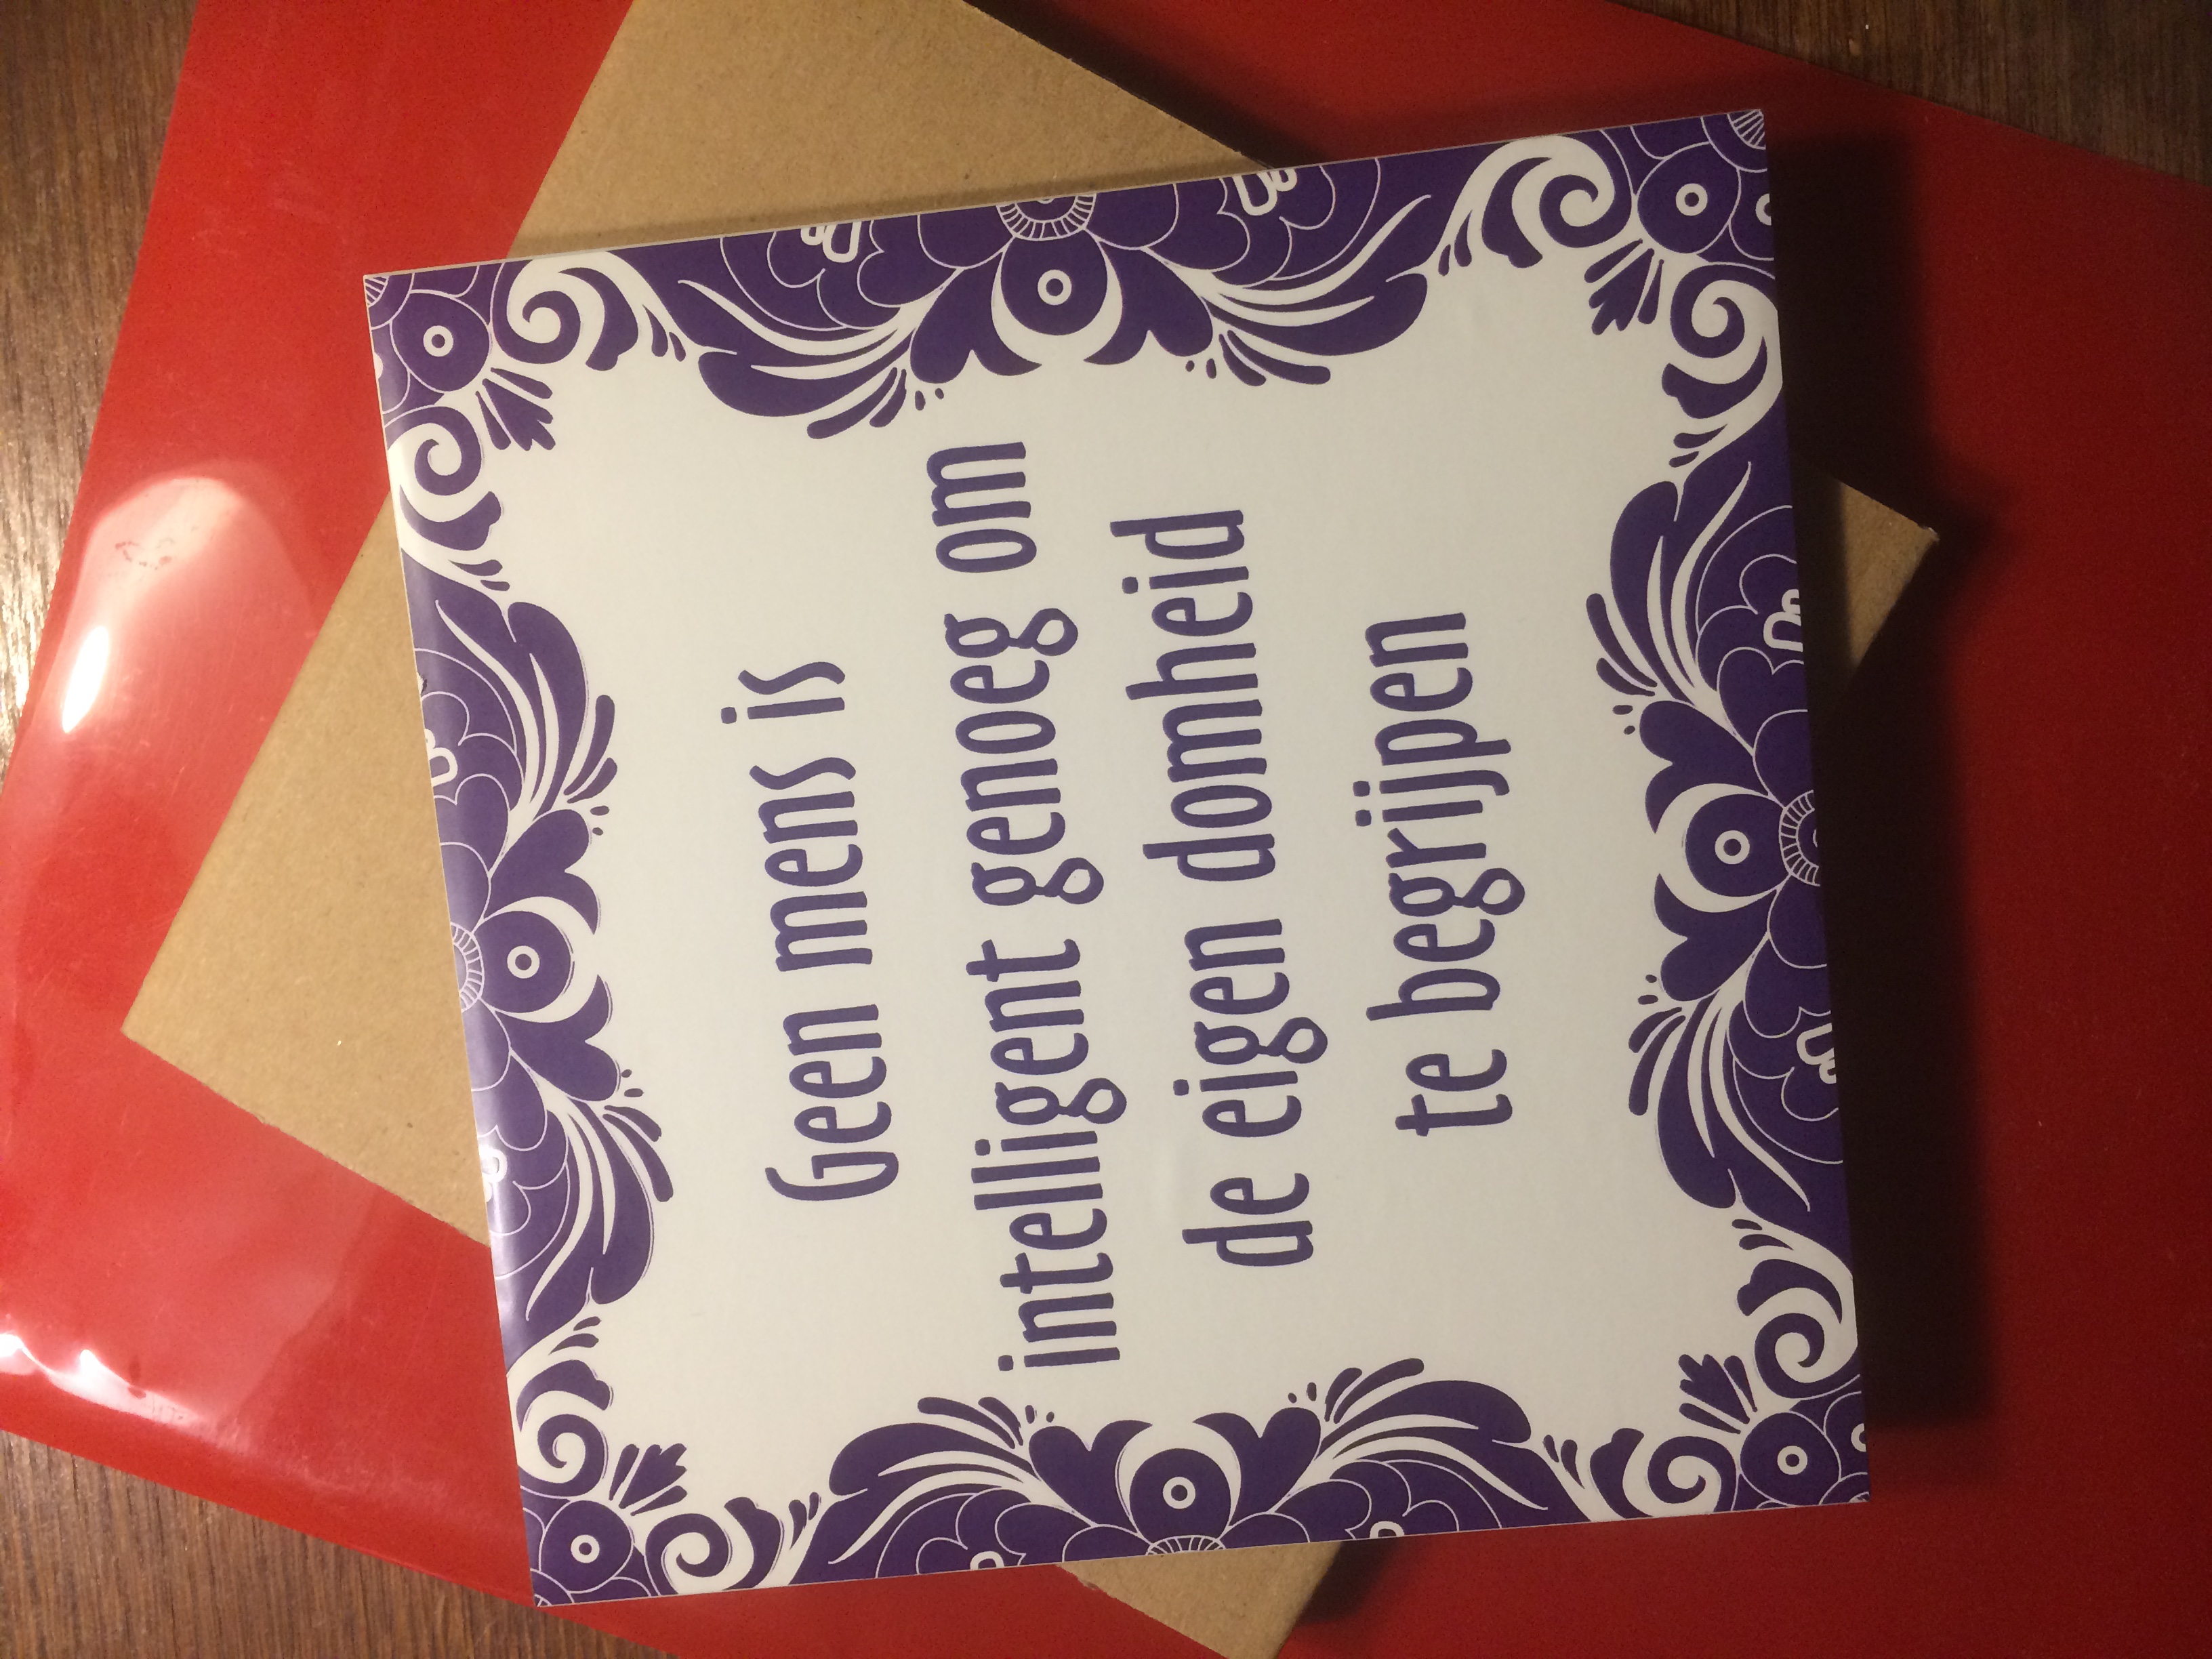 Geen mens is
intelligent genoeg om
de eigen domheid
te begrijpen